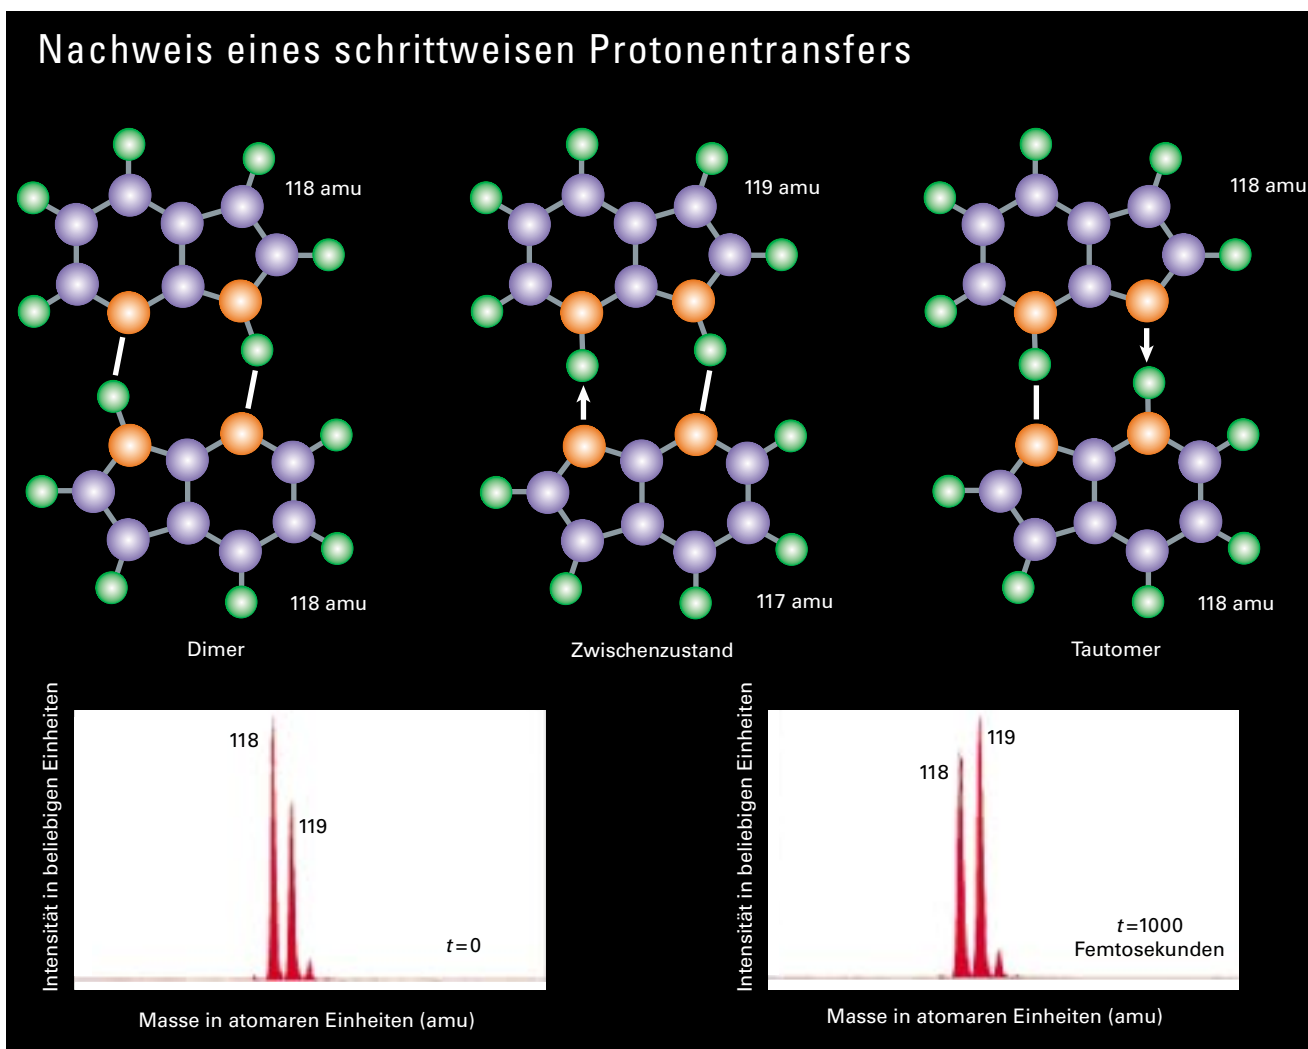 Nachweis eines schrittweisen Protonentransfers
118 amu
119 amu
118 amu
118 amu
117 amu
118 amu
Dimer
Zwischenzustand
Tautomer
Intensität in beliebigen Einheiten
118
119
t=0
Masse in atomaren Einheiten (amu)
Intensität in beliebigen Einheiten
119
118
t=1000
Femtosekunden
Masse in atomaren Einheiten (amu)